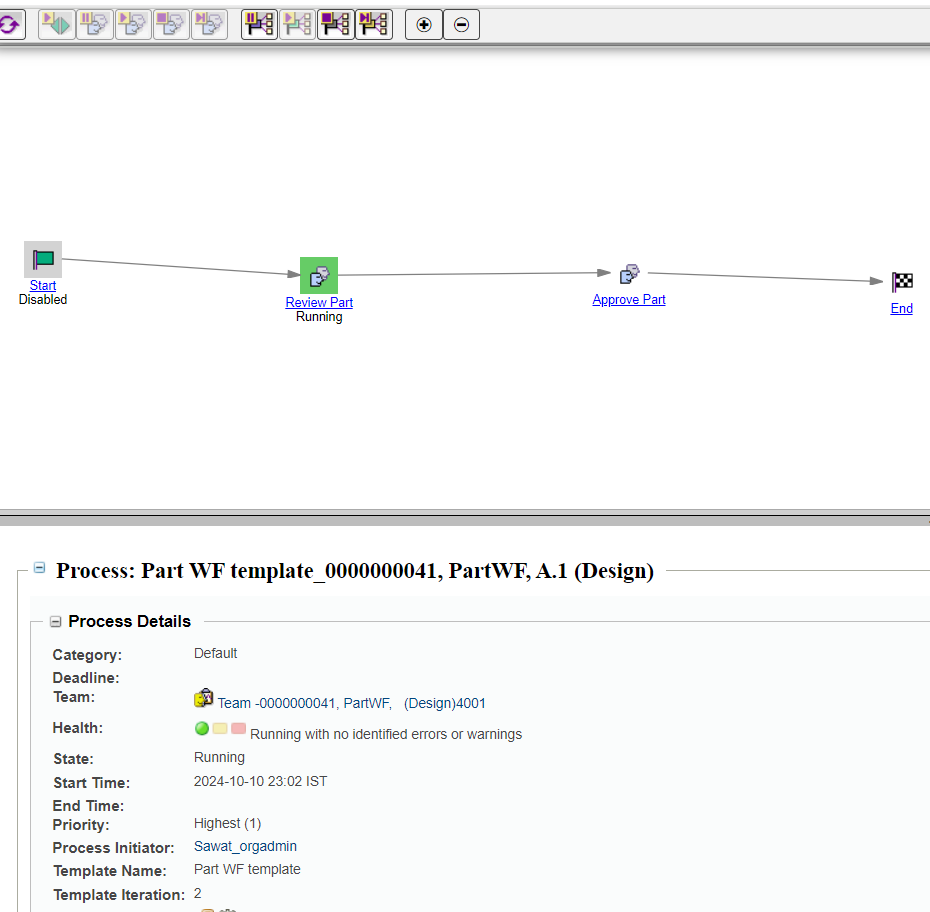 Start
Disabled
Review Part
Running
Approve Part
End
Process: Part WF template_0000000041, PartWF, A.1 (Design)
Process Details
Category: Default
Deadline:
Team: Team -0000000041, PartWF, (Design)4001
Health: Running with no identified errors or warnings
State: Running
Start Time: 2024-10-10 23:02 IST
End Time:
Priority: Highest (1)
Process Initiator: Sawat_orgadmin
Template Name: Part WF template
Template Iteration: 2